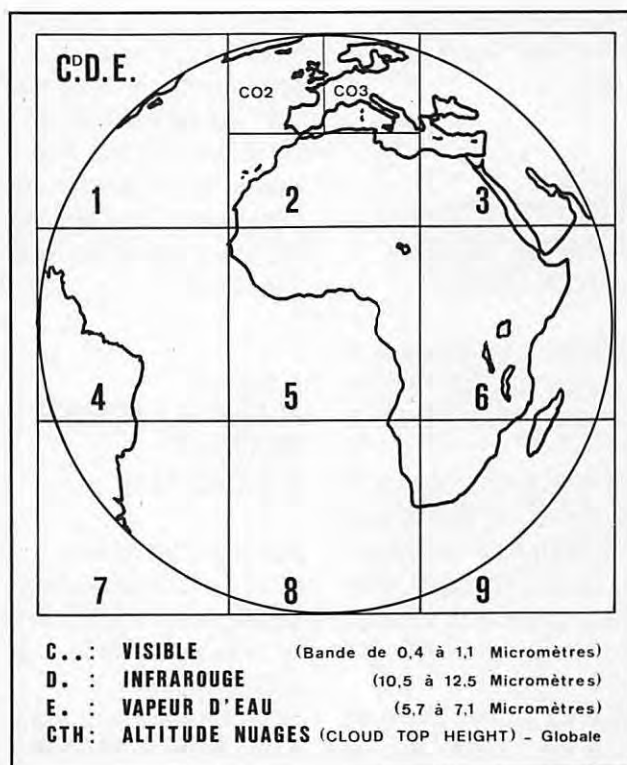 CD.D.E.
CO2 CO3
1 2 3
4 5 6
7 8 9
C..: VISIBLE (Bande de 0,4 à 1,1 Micromètres)
D. : INFRAROUGE (10,5 à 12,5 Micromètres)
E. : VAPEUR D'EAU (5,7 à 7,1 Micromètres)
CTH: ALTITUDE NUAGES (CLOUD TOP HEIGHT) - Globale